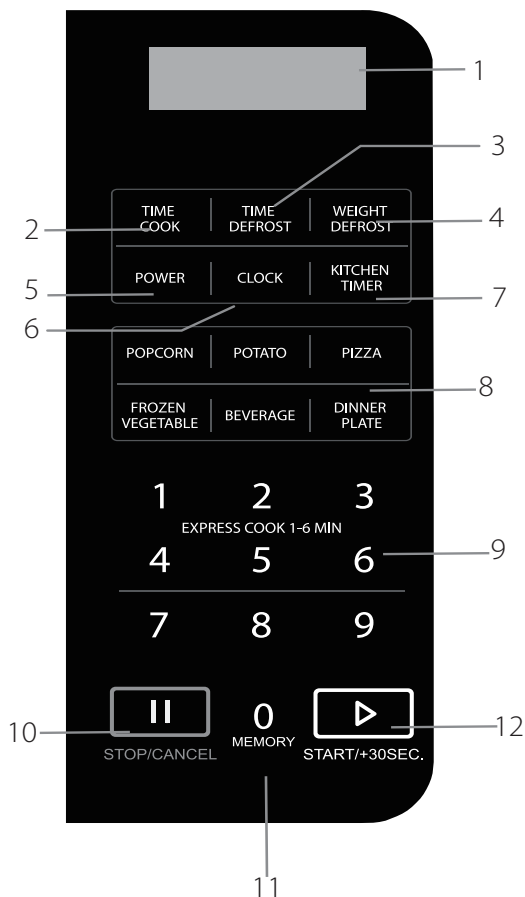 1
3
TIME TIME WEIGHT
COOK DEFROST DEFROST
2
4
POWER CLOCK KITCHEN
TIMER
5
7
6
POPCORN POTATO PIZZA
8
FROZEN BEVERAGE DINNER
VEGETABLE PLATE
1 2 3
EXPRESS COOK 1-6 MIN
4 5 6
9
7 8 9
0
MEMORY
10
12
STOP/CANCEL START/+30SEC.
11